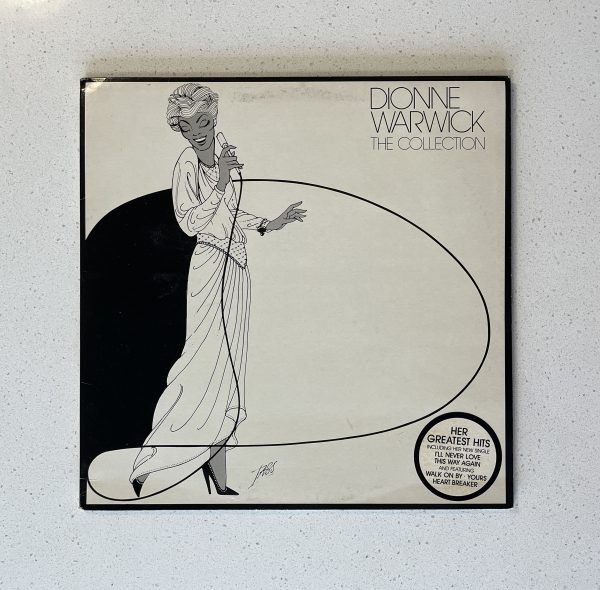 DIONNE
WARWICK
THE COLLECTION
HER
GREATEST HITS
INCLUDING HER NEW SINGLE
I'LL NEVER LOVE
THIS WAY AGAIN
AND FEATURING
WALK ON BY · YOURS
HEART BREAKER